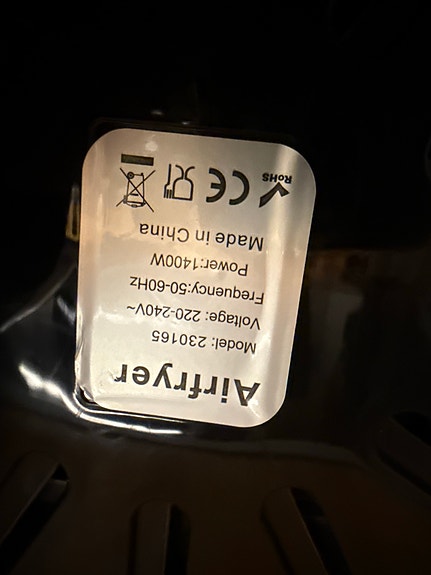 Airfryer
Model: 230165
Voltage: 220-240V~
Frequency:50-60Hz
Power:1400W
Made in China
RoHS CE